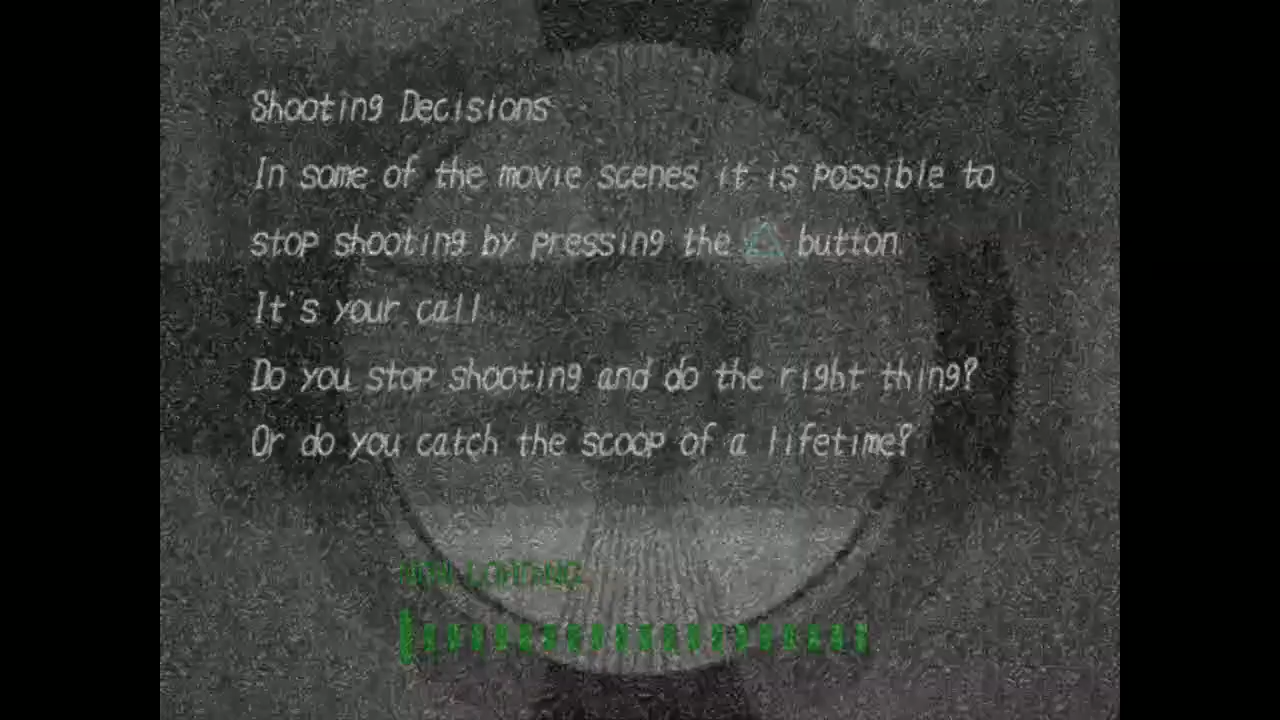 Shooting Decisions
In some of the movie scenes it is possible to
stop shooting by pressing the △ button
It's your call
Do you stop shooting and do the right thing?
Or do you catch the scoop of a lifetime?
NOW LOADING